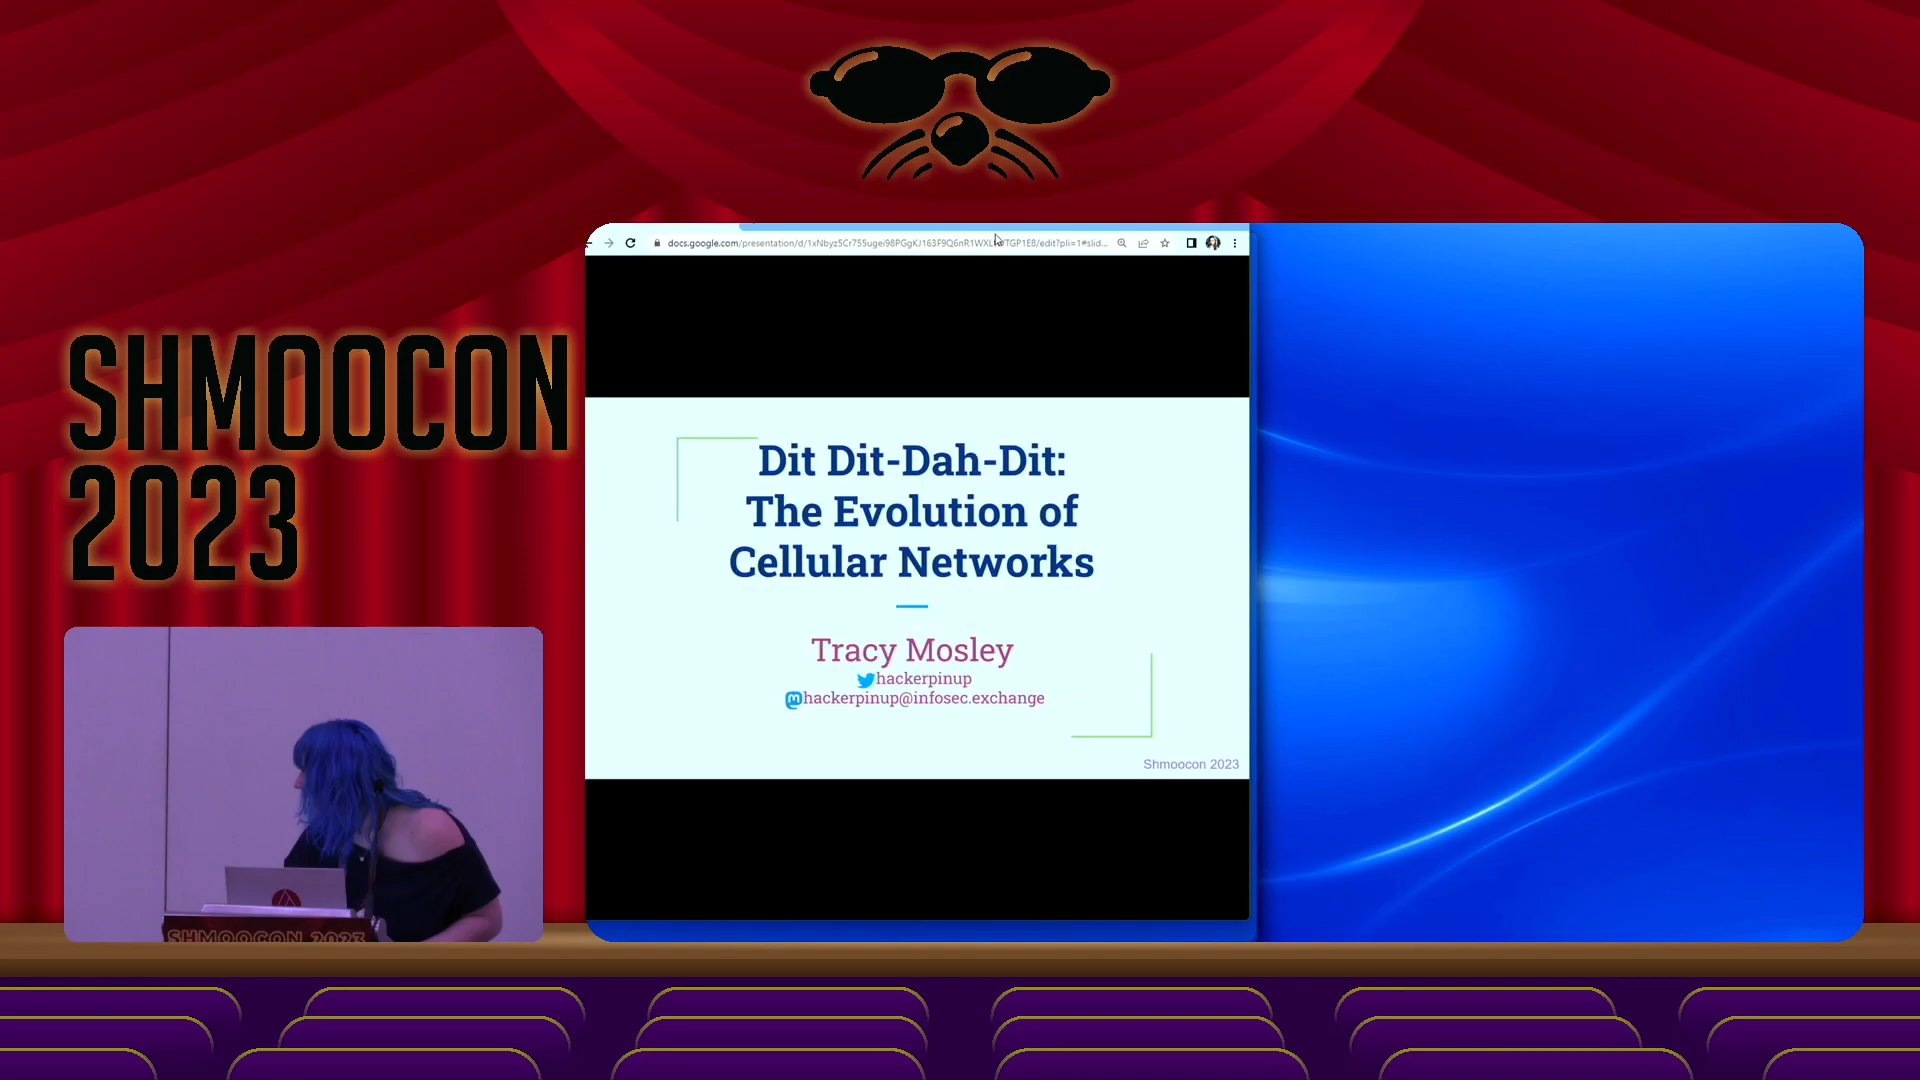 SHMOOCON
2023
Dit Dit-Dah-Dit:
The Evolution of
Cellular Networks
Tracy Mosley
hackerpinup
hackerpinup@infosec.exchange
Shmoocon 2023
SHMOOCON 2023